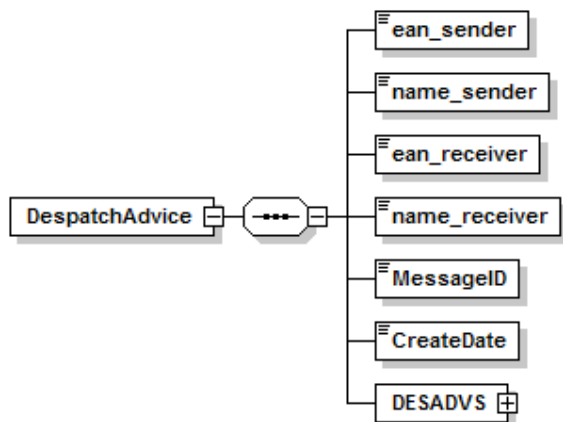 ean_sender
name_sender
ean_receiver
DespatchAdvice
name_receiver
MessageID
CreateDate
DESADVS